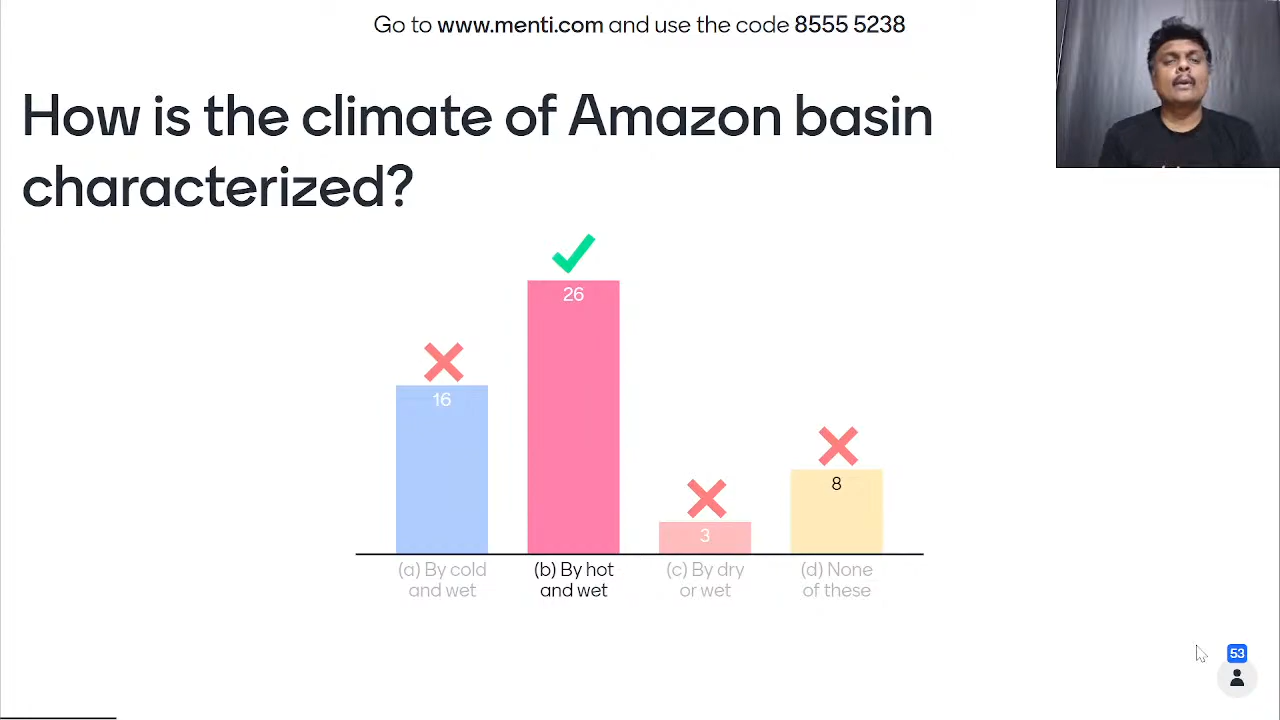 Go to www.menti.com and use the code 8555 5238
How is the climate of Amazon basin
characterized?
26
16
8
3
(a) By cold
and wet
(b) By hot
and wet
(c) By dry
or wet
(d) None
of these
53